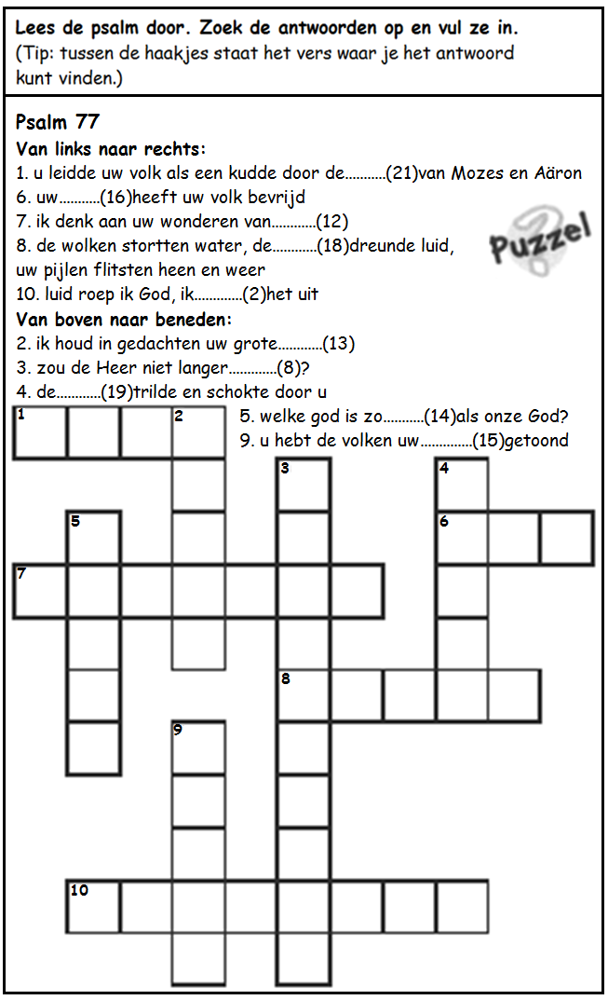 Lees de psalm door. Zoek de antwoorden op en vul ze in.
(Tip: tussen de haakjes staat het vers waar je het antwoord
kunt vinden.)
Psalm 77
Van links naar rechts:
1. u leidde uw volk als een kudde door de..........(21)van Mozes en Aäron
6. uw..........(16)heeft uw volk bevrijd
7. ik denk aan uw wonderen van...........(12)
8. de wolken stortten water, de...........(18)dreunde luid,
uw pijlen flitsten heen en weer
Puzzel
10. luid roep ik God, ik............(2)het uit
Van boven naar beneden:
2. ik houd in gedachten uw grote...........(13)
3. zou de Heer niet langer............(8)?
4. de...........(19)trilde en schokte door u
5. welke god is zo..........(14)als onze God?
9. u hebt de volken uw.............(15)getoond
1 2
3 4
5 6
7
8
9
10